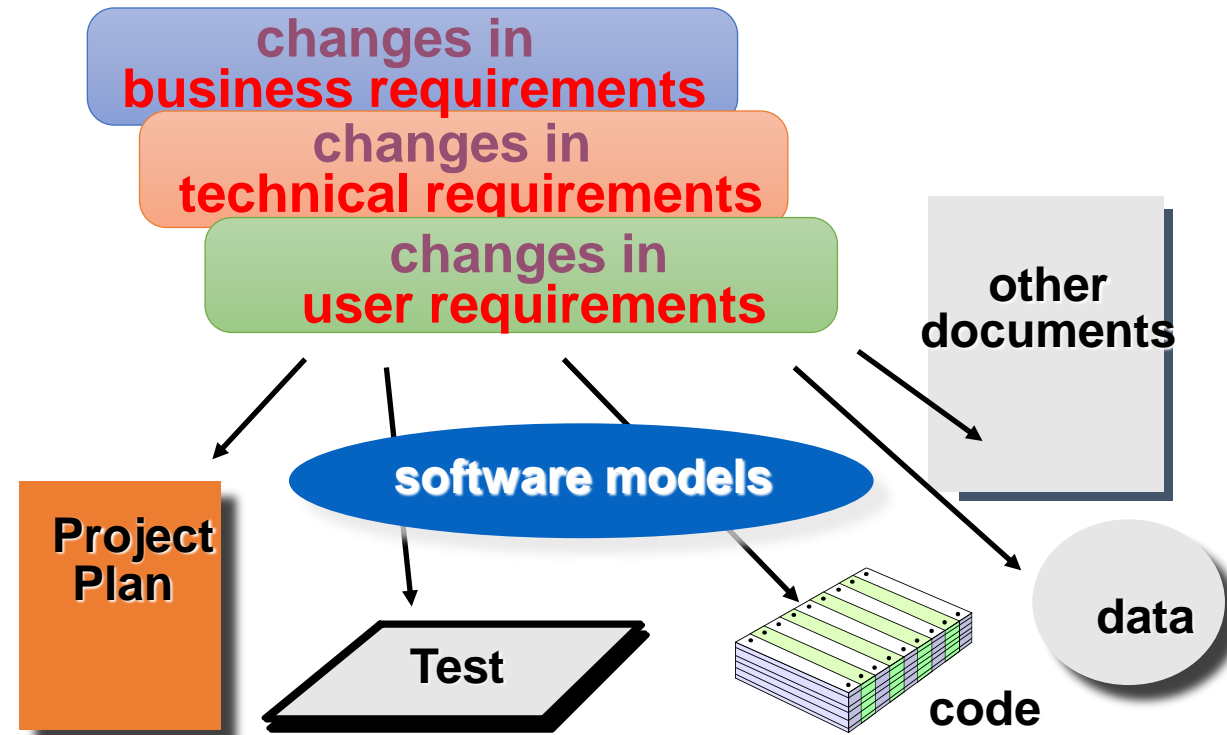 changes in
business requirements
changes in
technical requirements
changes in
user requirements
other
documents
software models
Project
Plan
Test
data
code